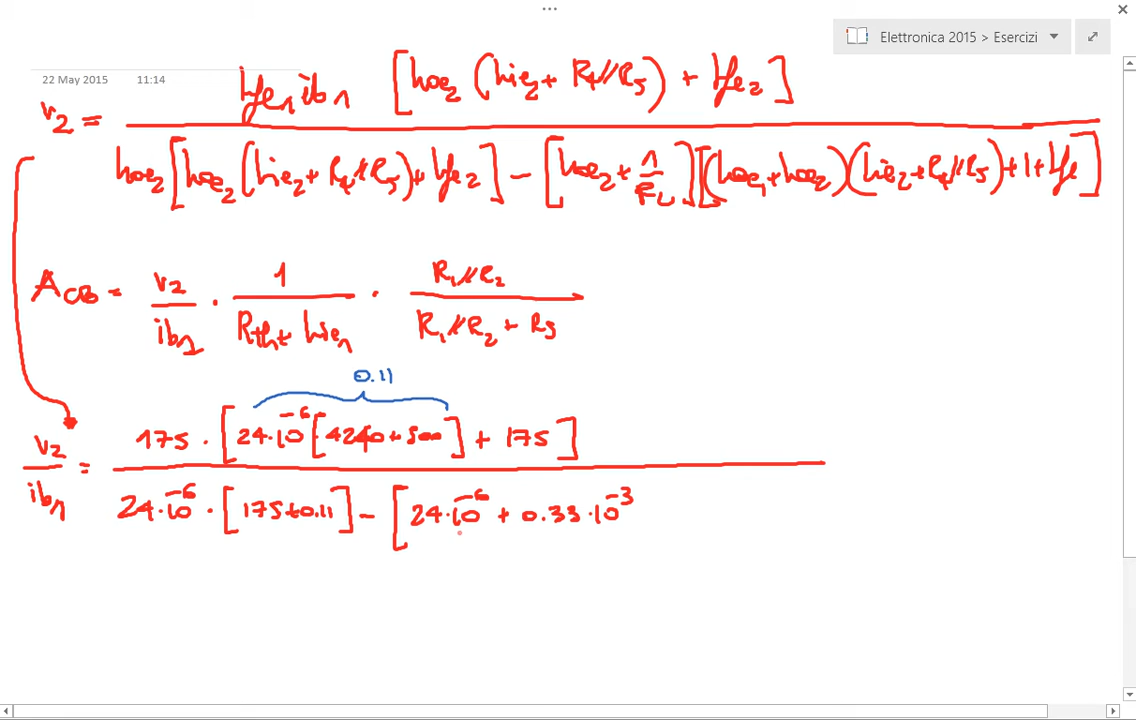 Elettronica 2015 > Esercizi
22 May 2015 11:14
v2 = hfe1 ib1 [hoe2 (hie2 + R4//R5) + hfe2]
hoe2 [hoe2 (hie2 + R4//R5) + hfe2] - [hoe2 + 1/RL] [(hoe1 + hoe2)(hie2 + R4//R5) + 1 + hfe]
ACB = v2/ib1 · 1/(Rth + hie1) · R1//R2/(R1//R2 + RS)
0.11
v2/ib1 = 175 · [24·10^-6 [4240 + 500] + 175]
24·10^-6 · [175 + 0.11] - [24·10^-6 + 0.33·10^-3